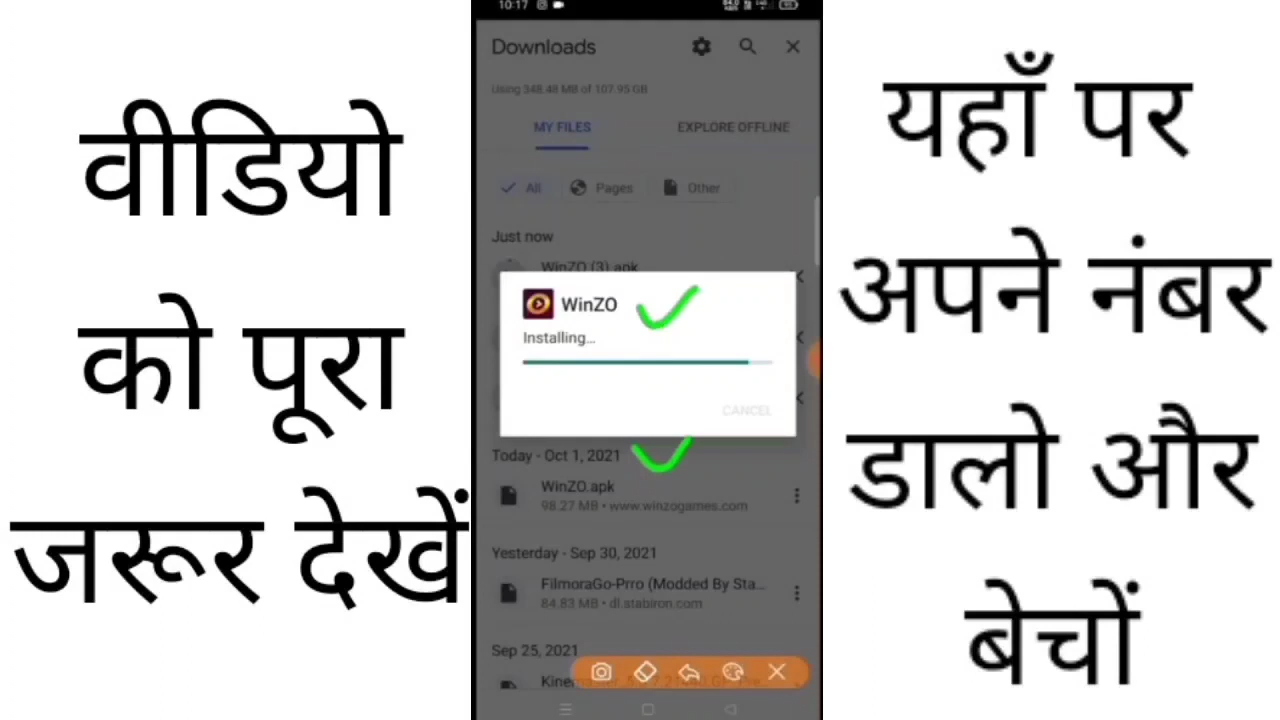 वीडियो
को पूरा
जरूर देखें
10:17
Downloads
Using 348.48 MB of 107.95 GB
MY FILES
EXPLORE OFFLINE
All
Pages
Other
Just now
WinZO (3).apk
WinZO
Installing...
CANCEL
Today - Oct 1, 2021
WinZO.apk
98.27 MB • www.winzogames.com
Yesterday - Sep 30, 2021
FilmoraGo-Prro (Modded By Sta...
84.83 MB • dl.stabiron.com
Sep 25, 2021
यहाँ पर
अपने नंबर
डालो और
बेचों